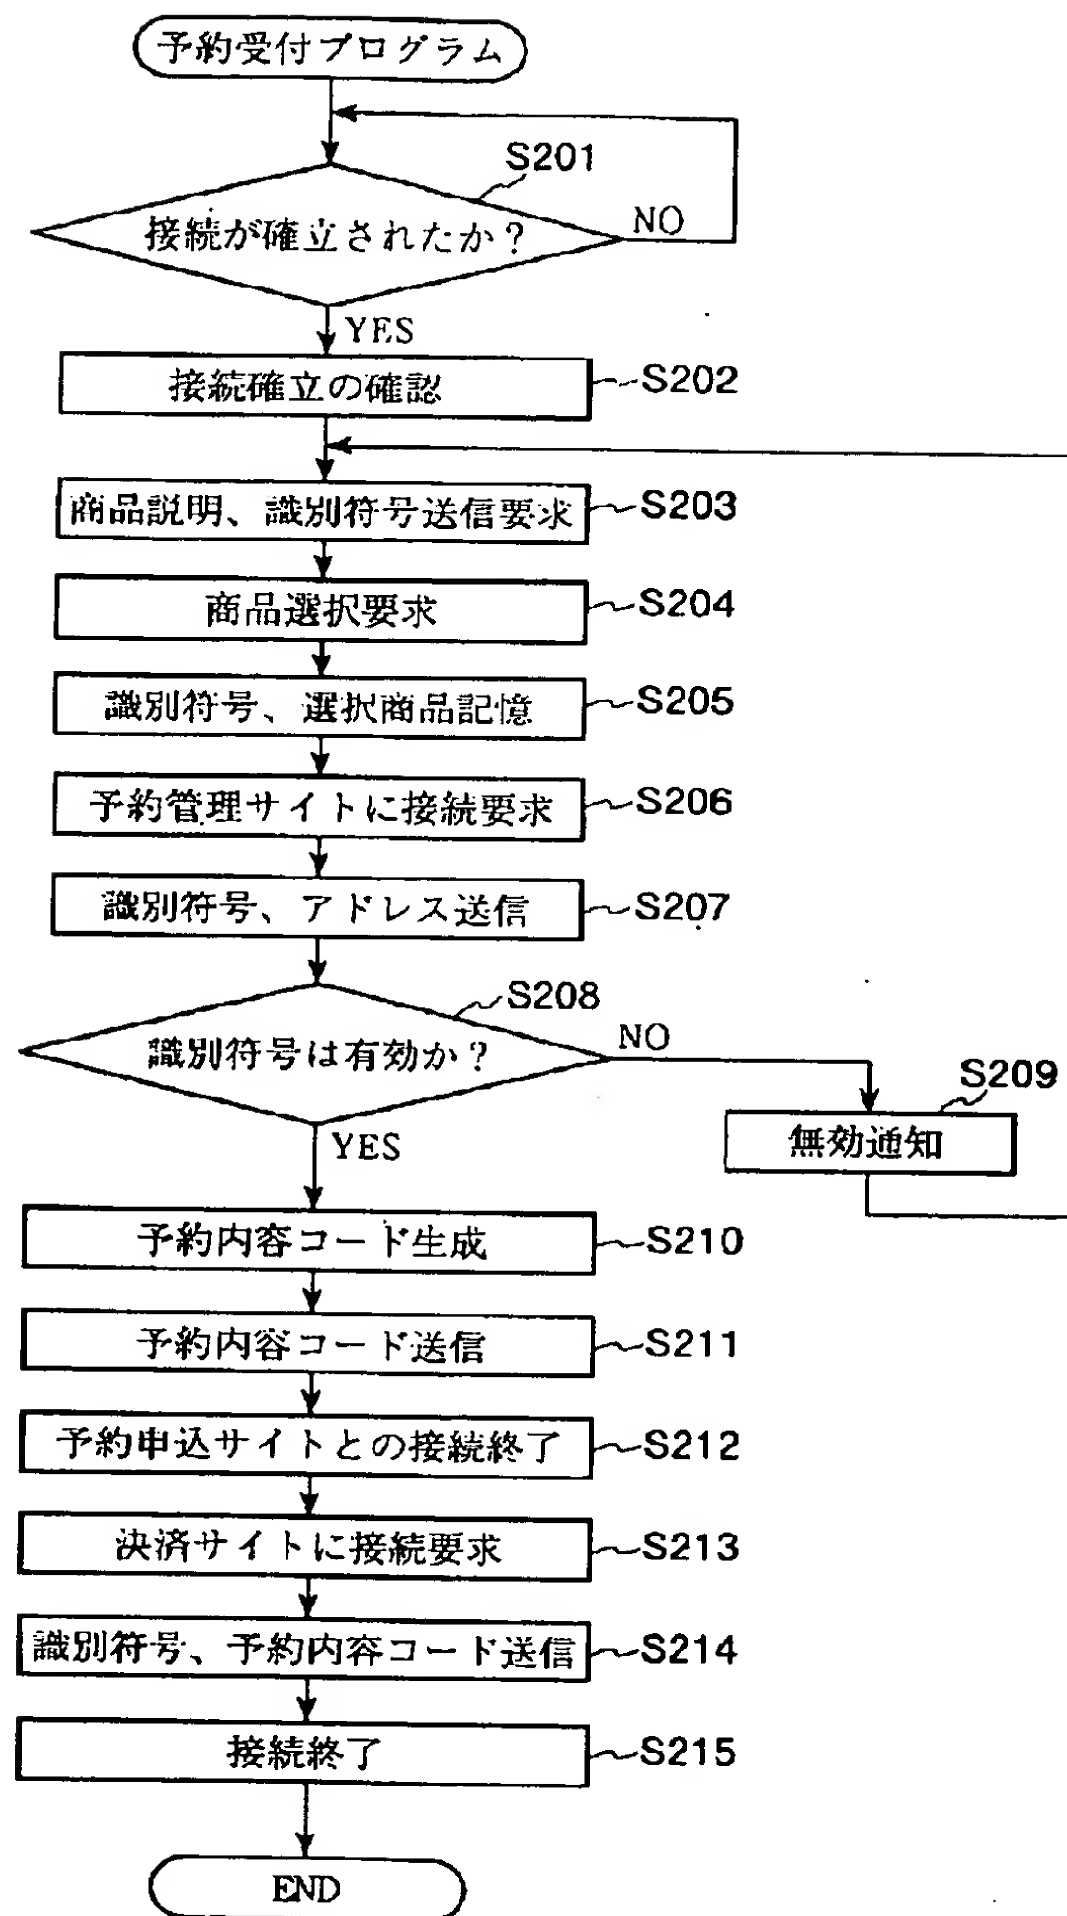 予約受付プログラム
S201
接続が確立されたか?
NO
YES
接続確立の確認
S202
商品説明、識別符号送信要求
S203
商品選択要求
S204
識別符号、選択商品記憶
S205
予約管理サイトに接続要求
S206
識別符号、アドレス送信
S207
S208
識別符号は有効か?
NO
S209
無効通知
YES
予約内容コード生成
S210
予約内容コード送信
S211
予約申込サイトとの接続終了
S212
決済サイトに接続要求
S213
識別符号、予約内容コード送信
S214
接続終了
S215
END